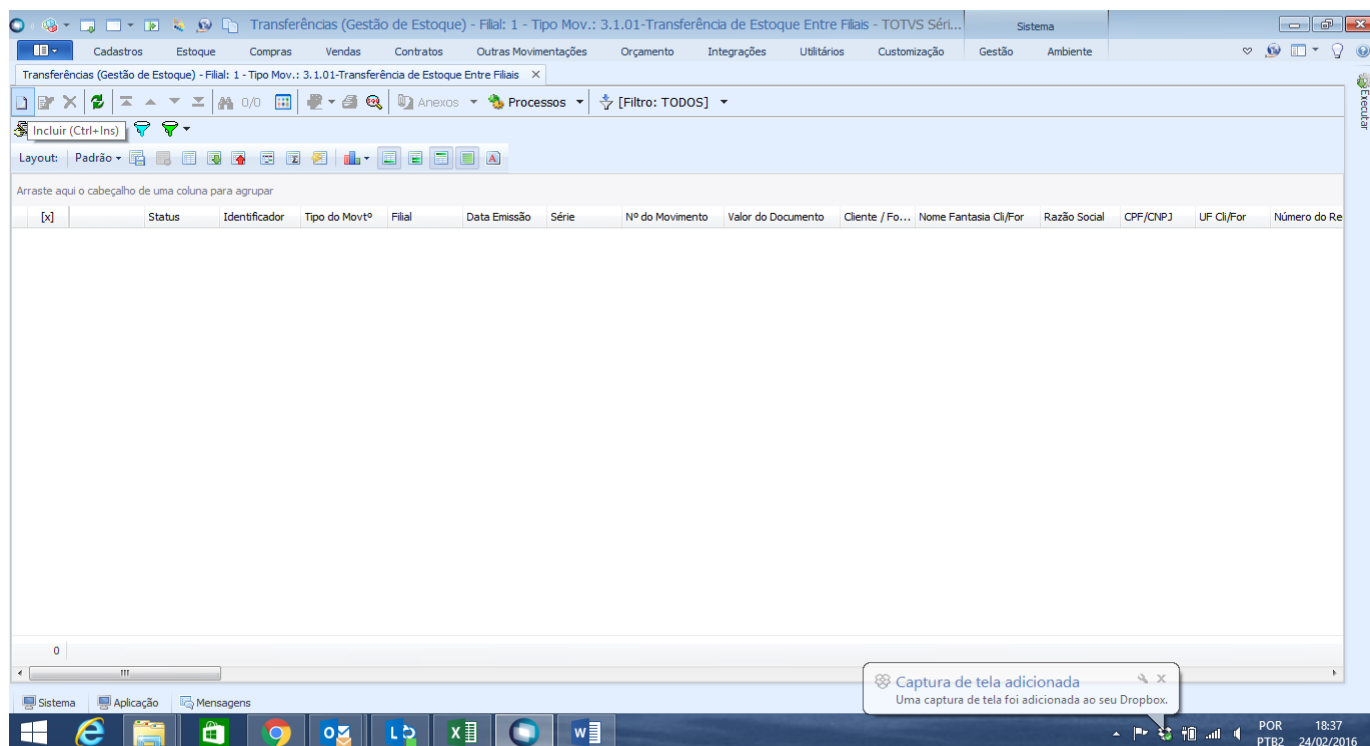 Transferências (Gestão de Estoque) - Filial: 1 - Tipo Mov.: 3.1.01-Transferência de Estoque Entre Filiais - TOTVS Séri...
Sistema
Cadastros Estoque Compras Vendas Contratos Outras Movimentações Orçamento Integrações Utilitários Customização Gestão Ambiente
Transferências (Gestão de Estoque) - Filial: 1 - Tipo Mov.: 3.1.01-Transferência de Estoque Entre Filiais X
0/0 Anexos Processos [Filtro: TODOS]
Executar
Incluir (Ctrl+Ins)
Layout: Padrão
Arraste aqui o cabeçalho de uma coluna para agrupar
[x] Status Identificador Tipo do Movtº Filial Data Emissão Série Nº do Movimento Valor do Documento Cliente / Fo... Nome Fantasia Cli/For Razão Social CPF/CNPJ UF Cli/For Número do Re
0
Captura de tela adicionada
Uma captura de tela foi adicionada ao seu Dropbox.
Sistema Aplicação Mensagens
POR 18:37
PTB2 24/02/2016